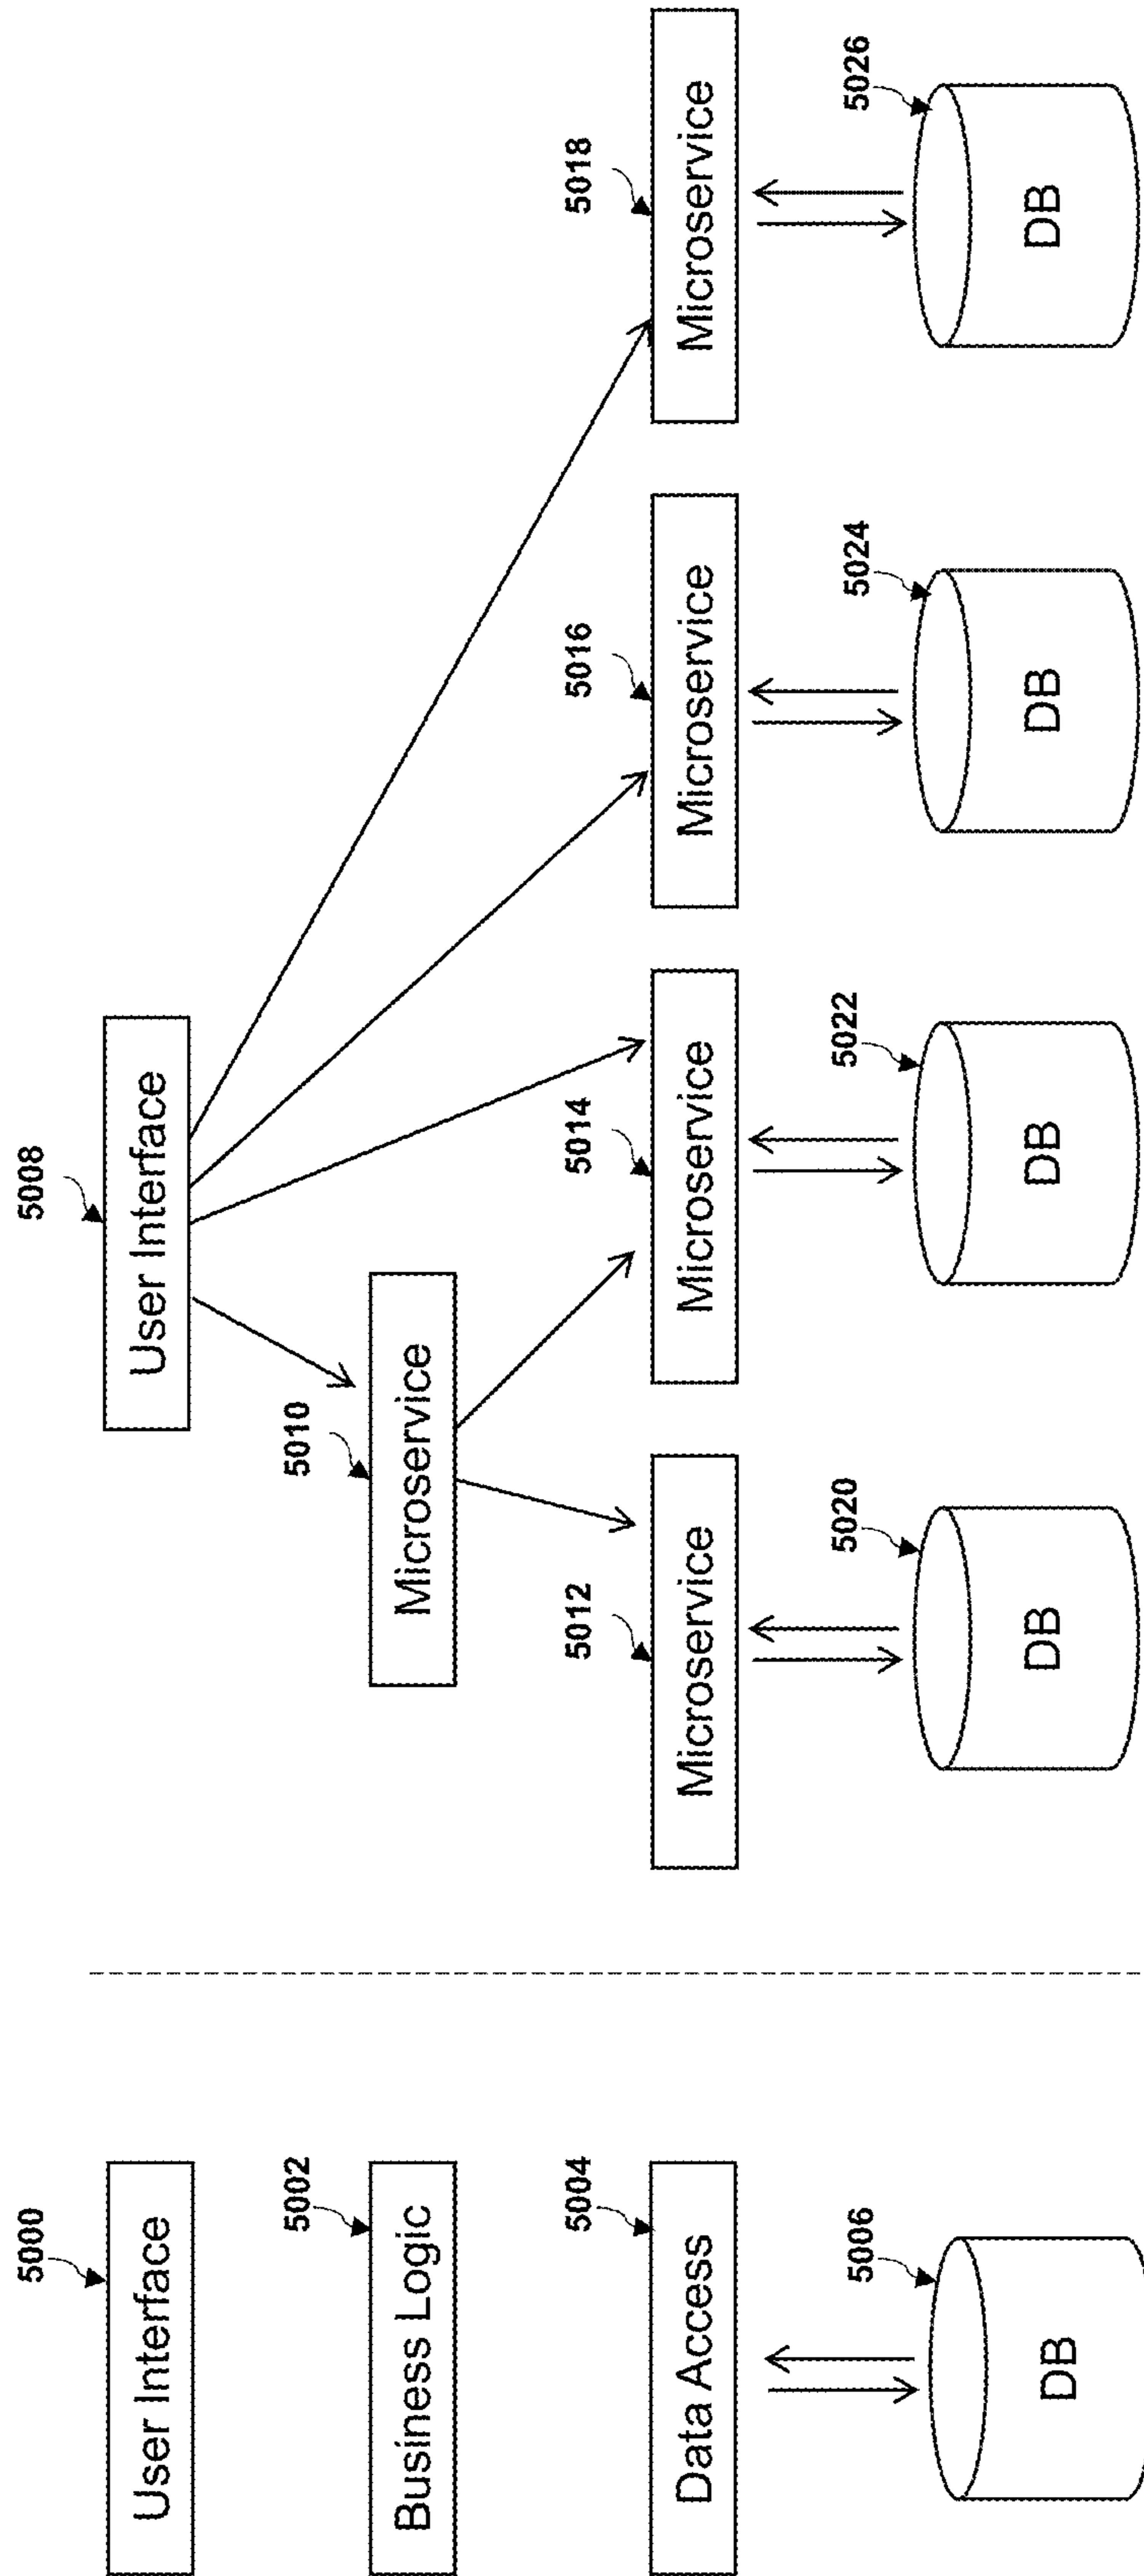 5000
User Interface
5002
Business Logic
5004
Data Access
5006
DB
5008
User Interface
5010
Microservice
5012
Microservice
5014
Microservice
5016
Microservice
5018
Microservice
5020
DB
5022
DB
5024
DB
5026
DB